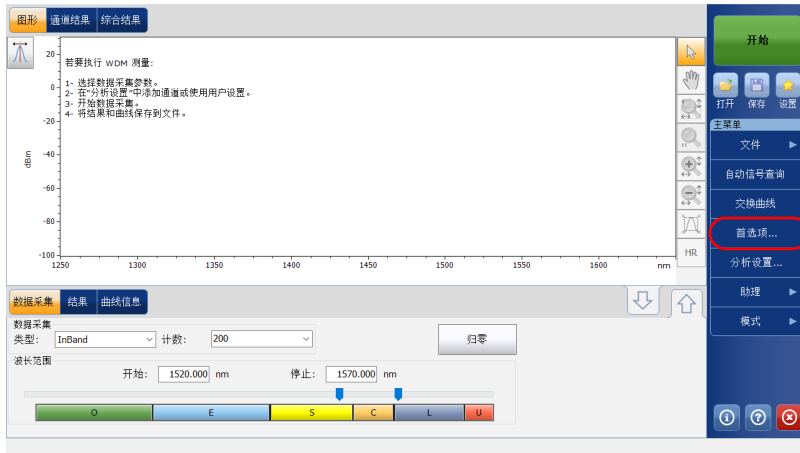 图形 通道结果 综合结果
开始
若要执行 WDM 测量:
1- 选择数据采集参数。
2- 在"分析设置"中添加通道或使用用户设置。
3- 开始数据采集。
4- 将结果和曲线保存到文件。
20
0
-20
-40
-60
-80
-100
dBm
1250 1300 1350 1400 1450 1500 1550 1600 nm
HR
打开 保存 设置
主菜单
文件
自动信号查询
交换曲线
首选项...
分析设置...
助理
模式
数据采集 结果 曲线信息
数据采集
类型: InBand 计数: 200 归零
波长范围
开始: 1520.000 nm 停止: 1570.000 nm
O E S C L U